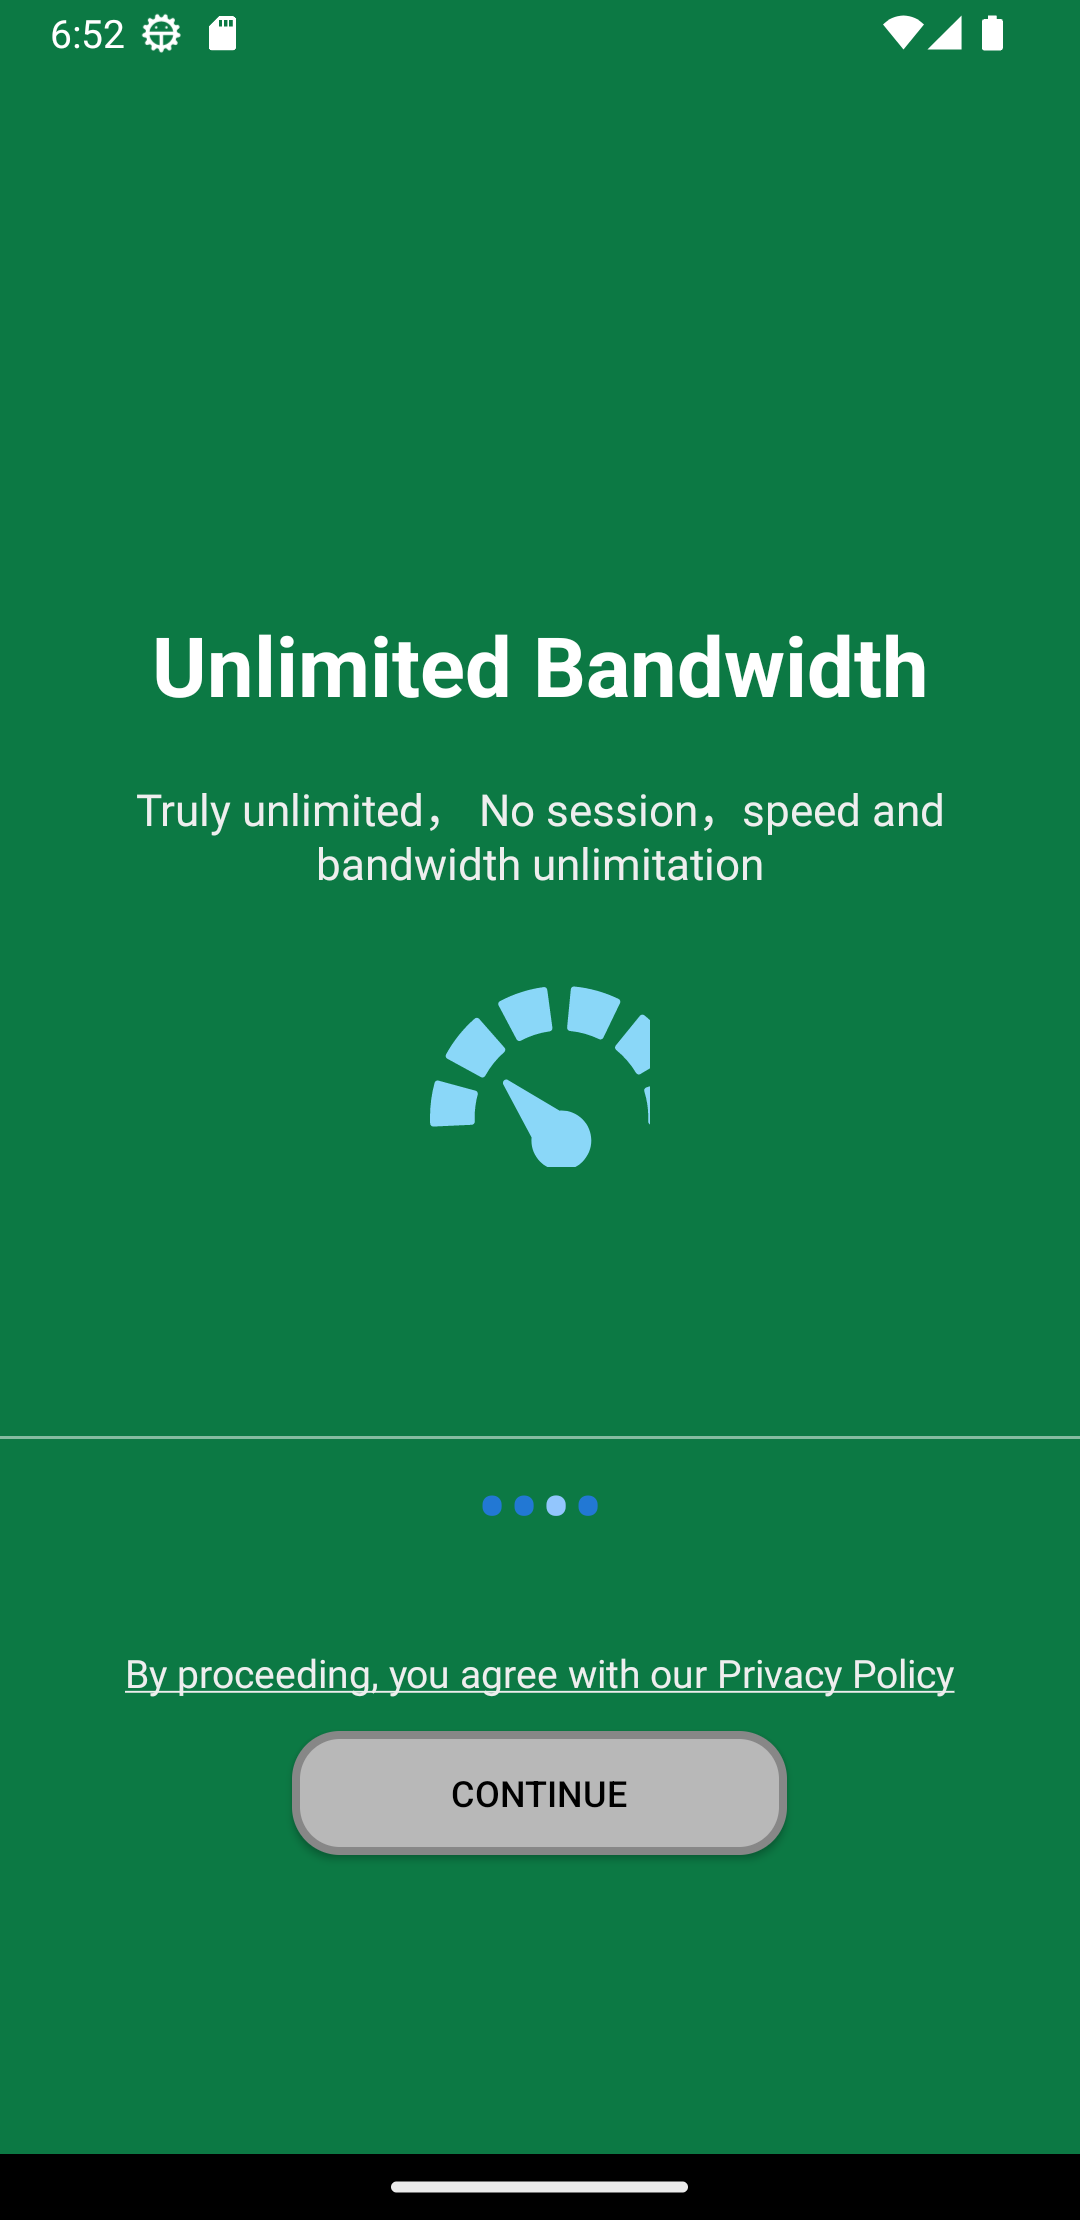 6:52
Unlimited Bandwidth
Truly unlimited， No session，speed and
bandwidth unlimitation
By proceeding, you agree with our Privacy Policy
CONTINUE